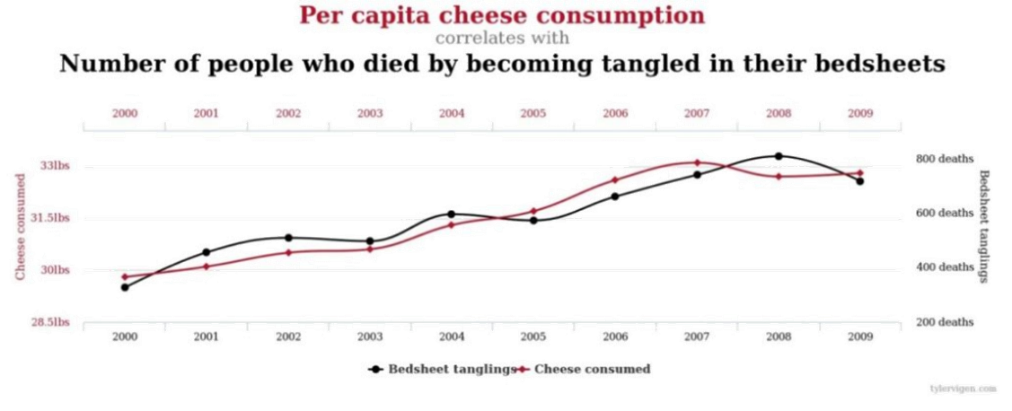 Per capita cheese consumption
correlates with
Number of people who died by becoming tangled in their bedsheets
2000 2001 2002 2003 2004 2005 2006 2007 2008 2009
33lbs 800 deaths
31.5lbs 600 deaths
30lbs 400 deaths
28.5lbs 200 deaths
Cheese consumed
Bedsheet tanglings
2000 2001 2002 2003 2004 2005 2006 2007 2008 2009
Bedsheet tanglings Cheese consumed
tylervigen.com